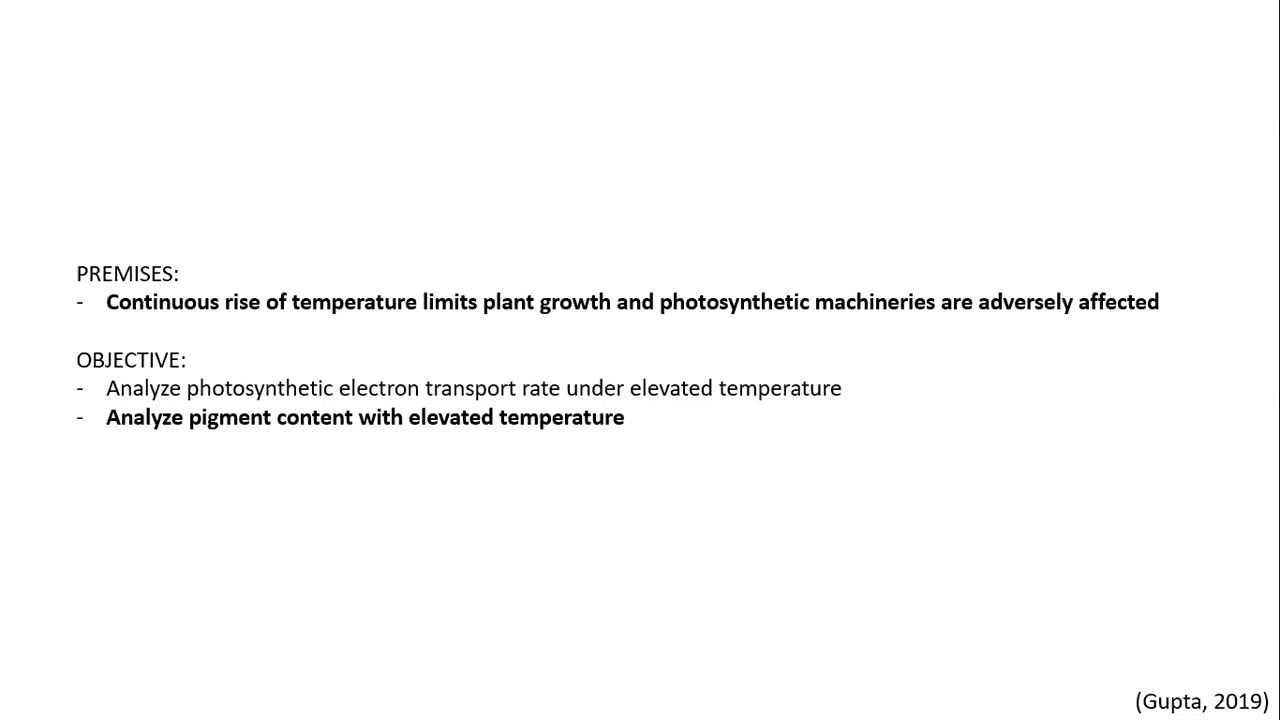 PREMISES:
- Continuous rise of temperature limits plant growth and photosynthetic machineries are adversely affected
OBJECTIVE:
- Analyze photosynthetic electron transport rate under elevated temperature
- Analyze pigment content with elevated temperature
(Gupta, 2019)